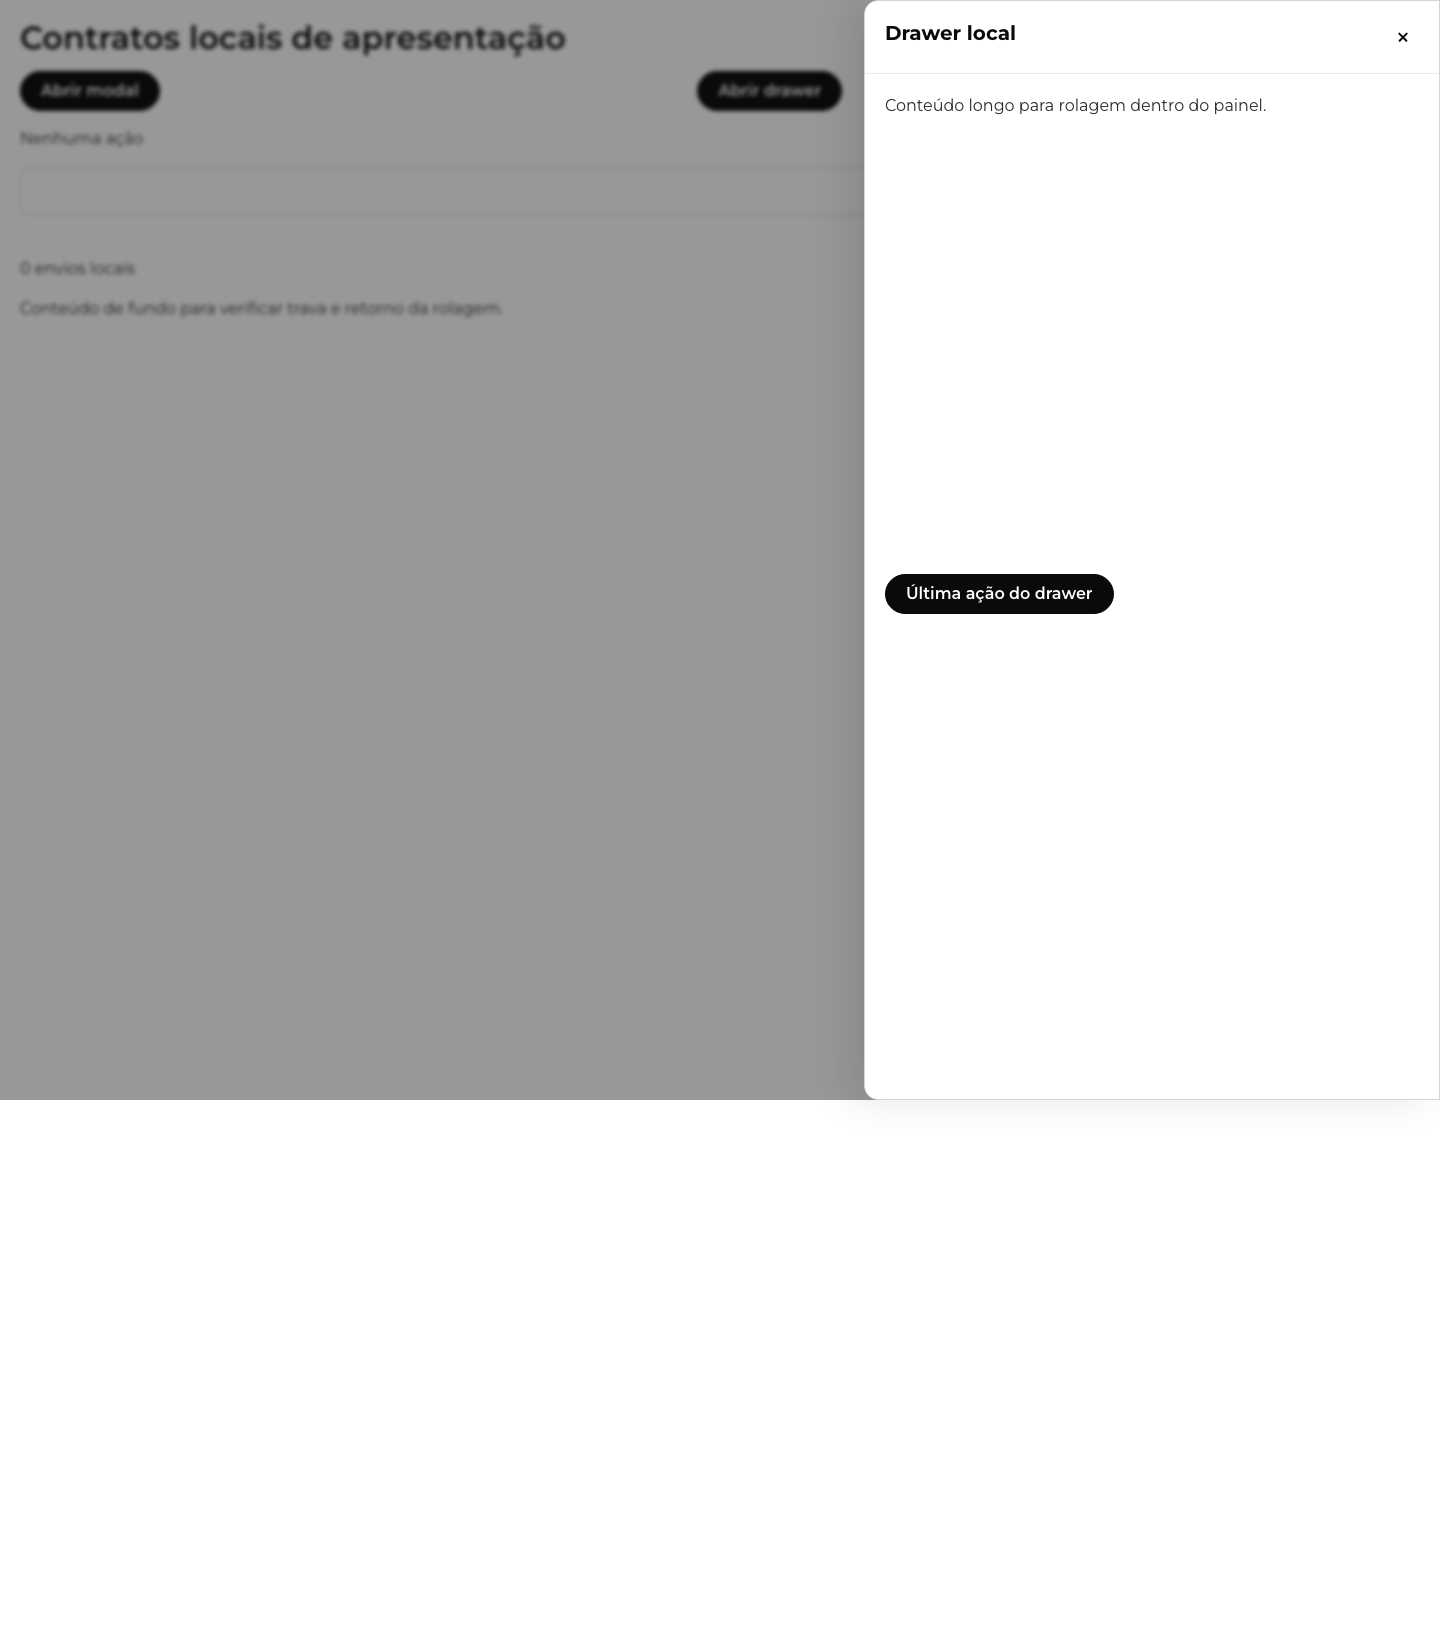 Contratos locais de apresentação
Abrir modal
Abrir drawer
Nenhuma ação
0 envios locais
Conteúdo de fundo para verificar trava e retorno da rolagem.
Drawer local
×
Conteúdo longo para rolagem dentro do painel.
Última ação do drawer